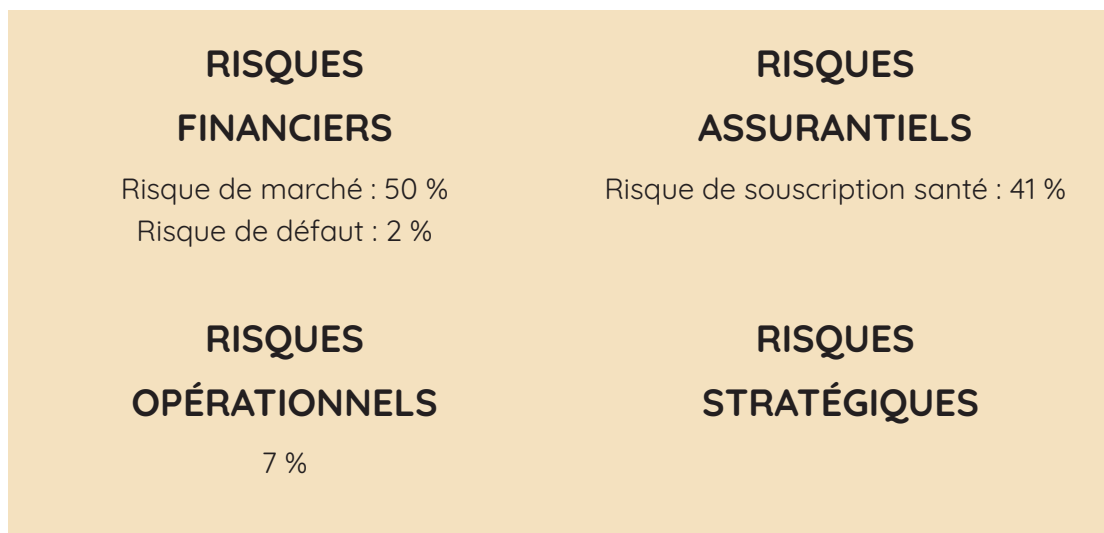 RISQUES
FINANCIERS
Risque de marché : 50 %
Risque de défaut : 2 %
RISQUES
ASSURANTIELS
Risque de souscription santé : 41 %
RISQUES
OPÉRATIONNELS
7 %
RISQUES
STRATÉGIQUES